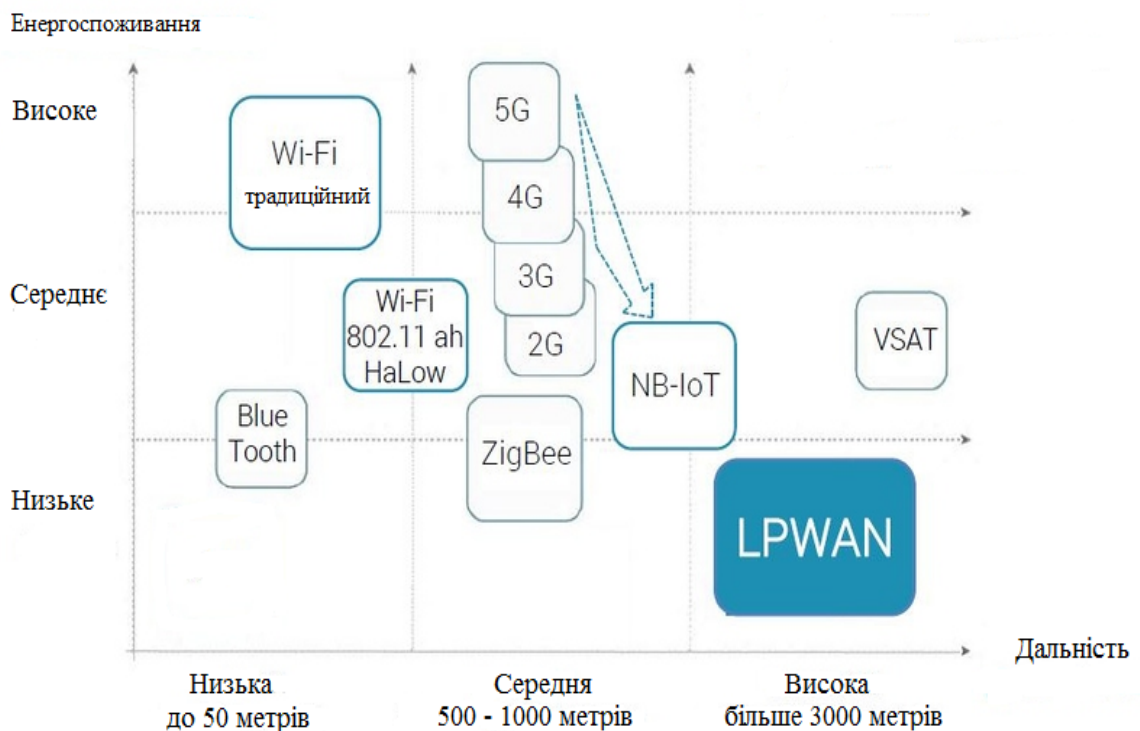 Енергоспоживання
Високе
Wi-Fi
традиційний
5G
4G
Середнє
3G
Wi-Fi
802.11 ah
HaLow
2G
VSAT
NB-IoT
Blue
Tooth
ZigBee
Низьке
LPWAN
Дальність
Низька
до 50 метрів
Середня
500 - 1000 метрів
Висока
більше 3000 метрів